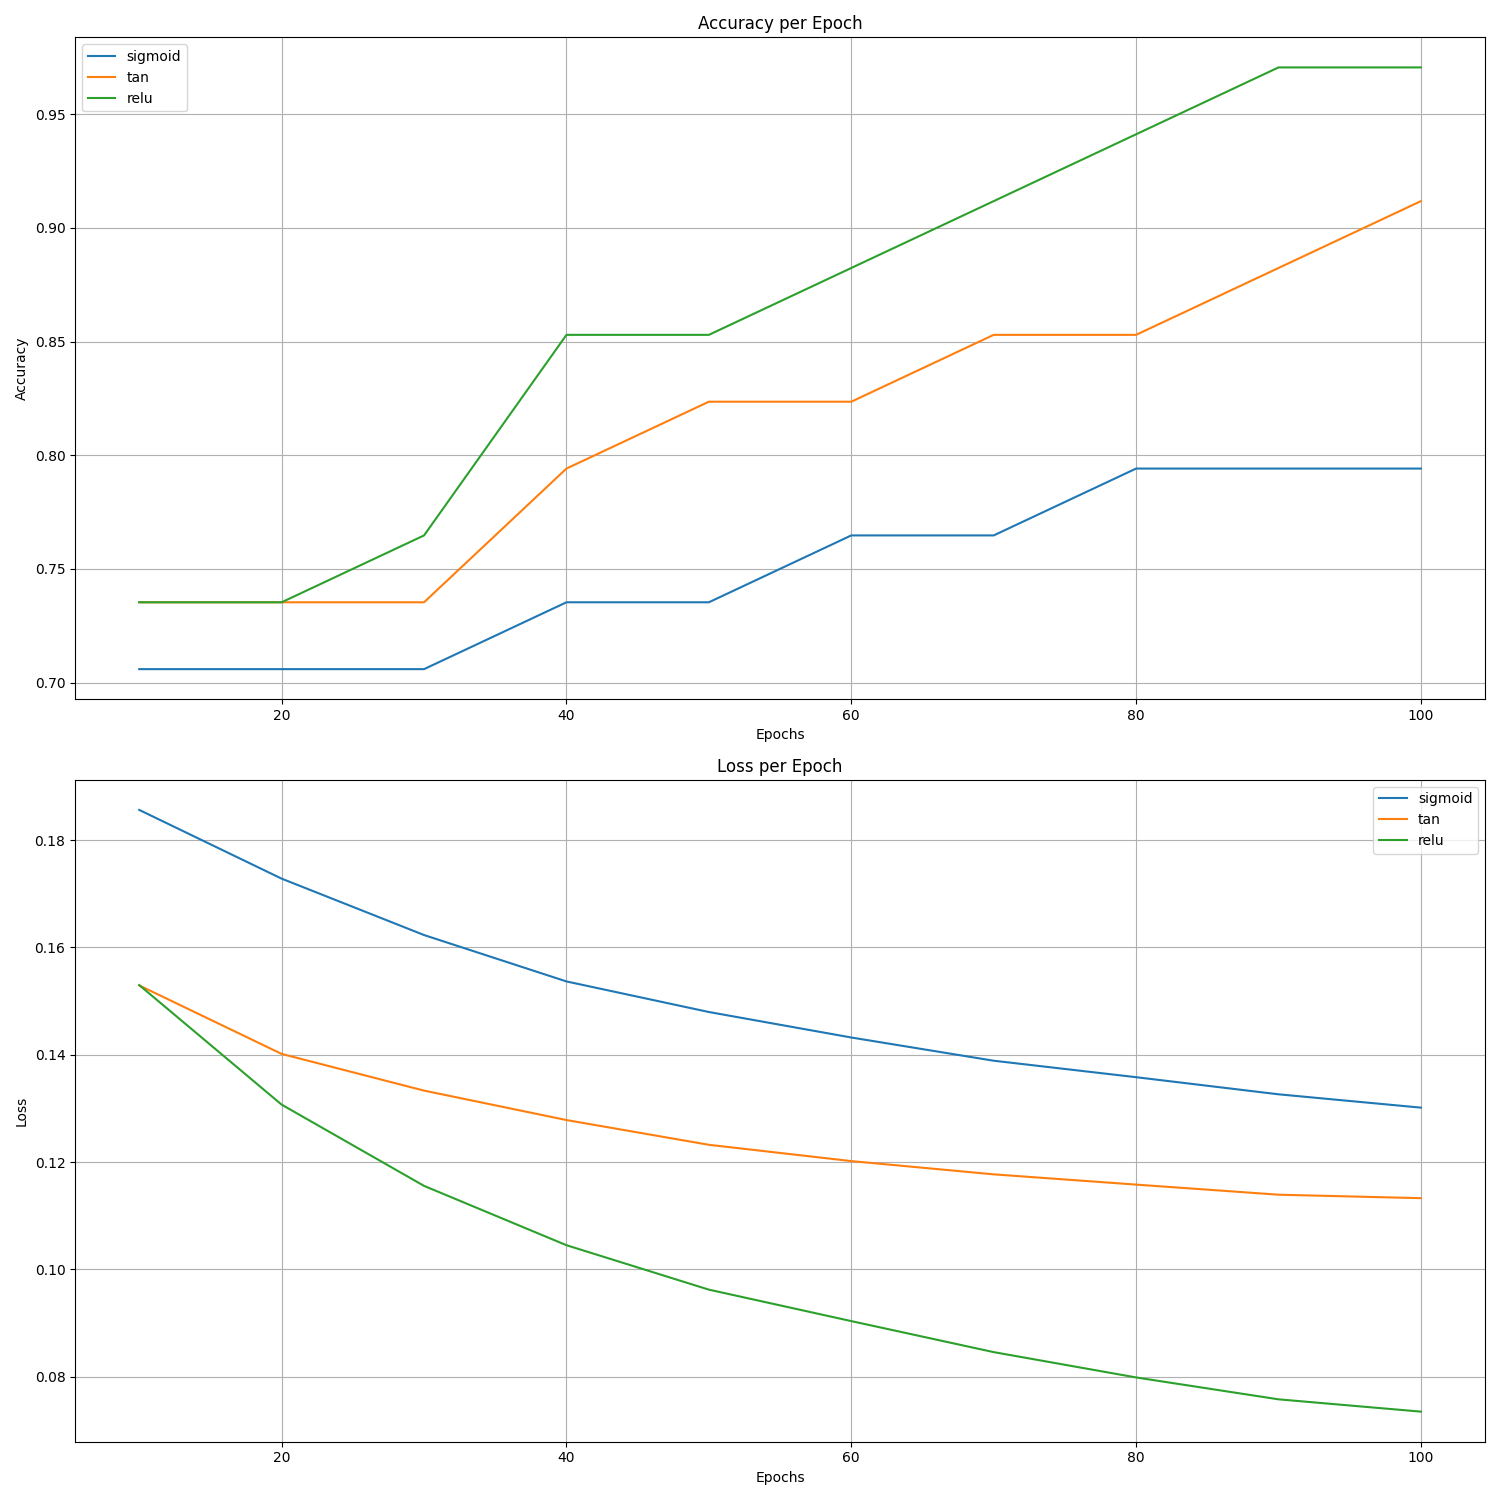 Accuracy per Epoch
sigmoid
tan
relu
0.95
0.90
0.85
0.80
0.75
0.70
Accuracy
20 40 60 80 100
Epochs
Loss per Epoch
sigmoid
tan
relu
0.18
0.16
0.14
0.12
0.10
0.08
Loss
20 40 60 80 100
Epochs